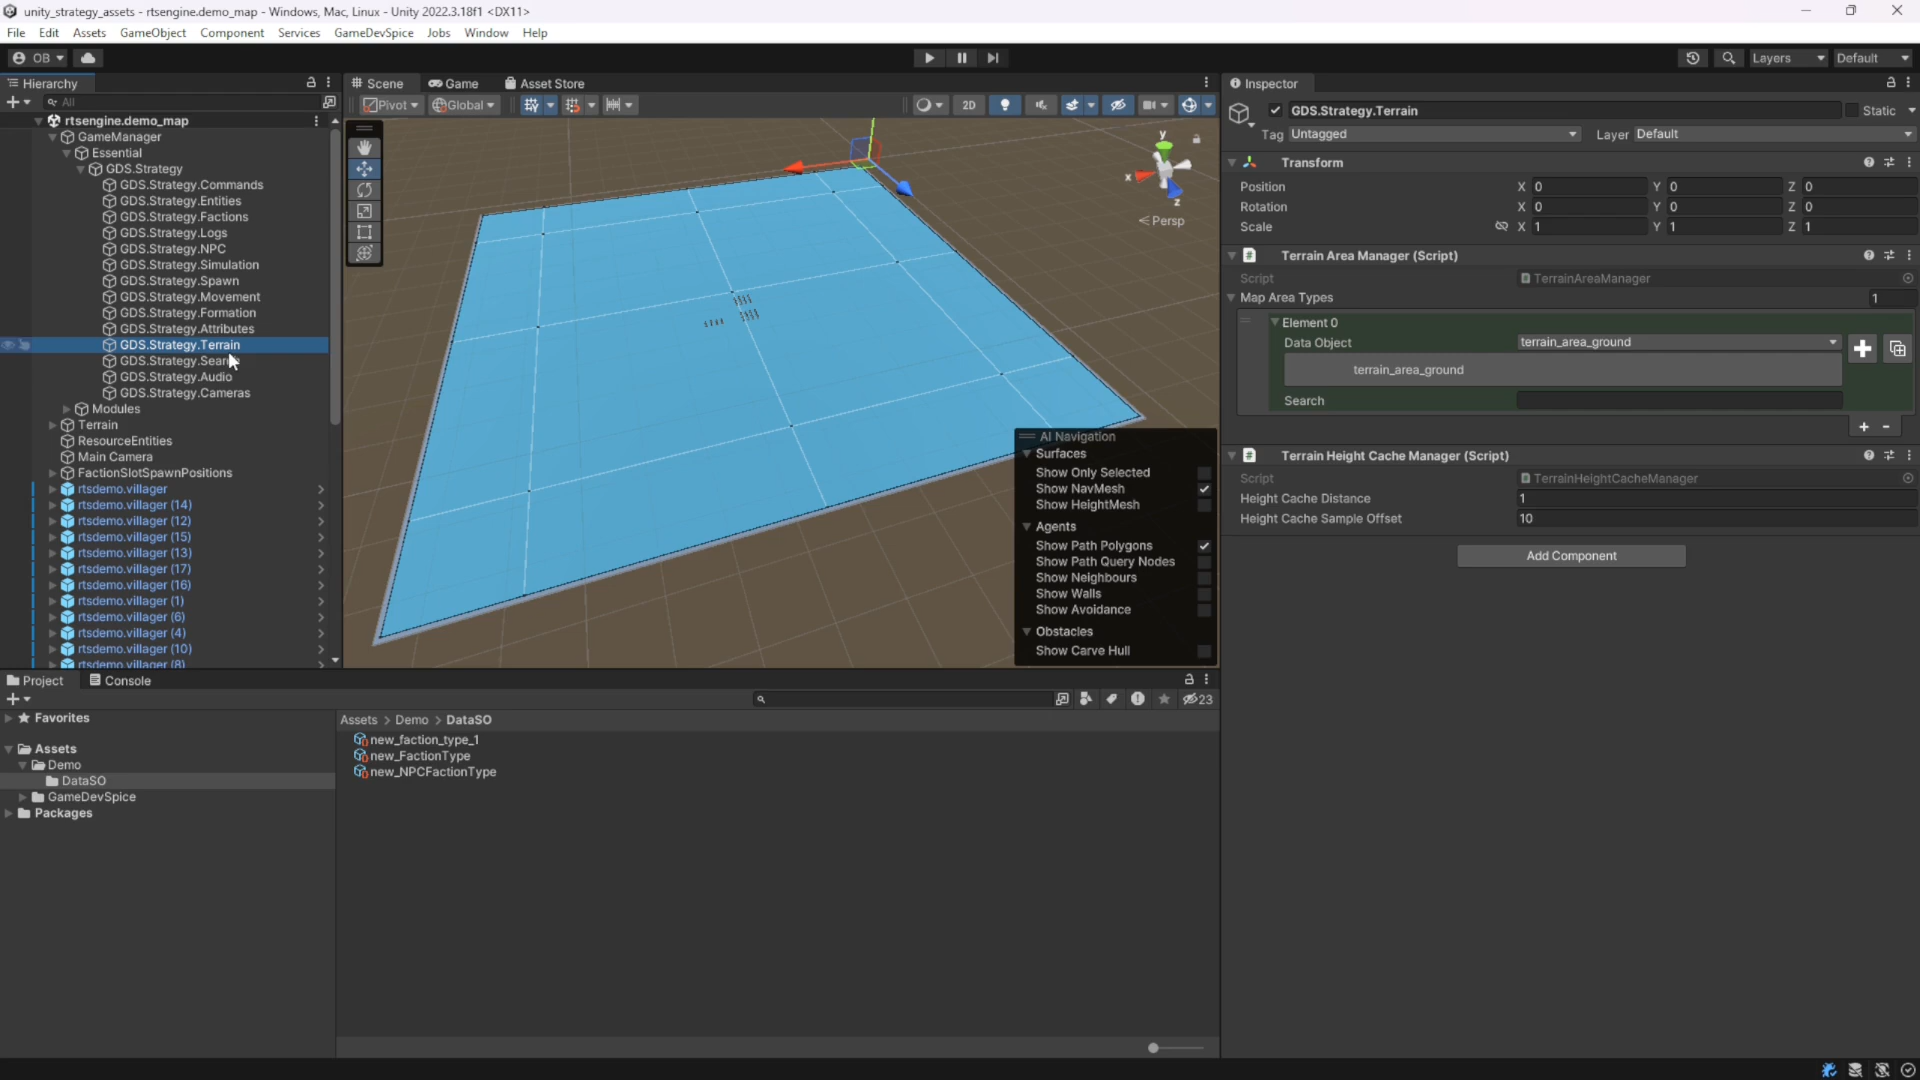 unity_strategy_assets - rtsengine.demo_map - Windows, Mac, Linux - Unity 2022.3.18f1 <DX11>
File Edit Assets GameObject Component Services GameDevSpice Jobs Window Help
OB Layers Default
Hierarchy
All
rtsengine.demo_map
GameManager
Essential
GDS.Strategy
GDS.Strategy.Commands
GDS.Strategy.Entities
GDS.Strategy.Factions
GDS.Strategy.Logs
GDS.Strategy.NPC
GDS.Strategy.Simulation
GDS.Strategy.Spawn
GDS.Strategy.Movement
GDS.Strategy.Formation
GDS.Strategy.Attributes
GDS.Strategy.Terrain
GDS.Strategy.Search
GDS.Strategy.Audio
GDS.Strategy.Cameras
Modules
Terrain
ResourceEntities
Main Camera
FactionSlotSpawnPositions
rtsdemo.villager
rtsdemo.villager (14)
rtsdemo.villager (12)
rtsdemo.villager (15)
rtsdemo.villager (13)
rtsdemo.villager (17)
rtsdemo.villager (16)
rtsdemo.villager (1)
rtsdemo.villager (6)
rtsdemo.villager (4)
rtsdemo.villager (10)
rtsdemo.villager (8)
Scene Game Asset Store
Pivot Global 2D
y
x
z
Persp
AI Navigation
Surfaces
Show Only Selected
Show NavMesh
Show HeightMesh
Agents
Show Path Polygons
Show Path Query Nodes
Show Neighbours
Show Walls
Show Avoidance
Obstacles
Show Carve Hull
Inspector
GDS.Strategy.Terrain Static
Tag Untagged Layer Default
Transform
Position X 0 Y 0 Z 0
Rotation X 0 Y 0 Z 0
Scale X 1 Y 1 Z 1
Terrain Area Manager (Script)
Script TerrainAreaManager
Map Area Types 1
Element 0
Data Object terrain_area_ground
terrain_area_ground
Search
Terrain Height Cache Manager (Script)
Script TerrainHeightCacheManager
Height Cache Distance 1
Height Cache Sample Offset 10
Add Component
Project Console
23
Favorites
Assets
Demo
DataSO
GameDevSpice
Packages
Assets > Demo > DataSO
new_faction_type_1
new_FactionType
new_NPCFactionType